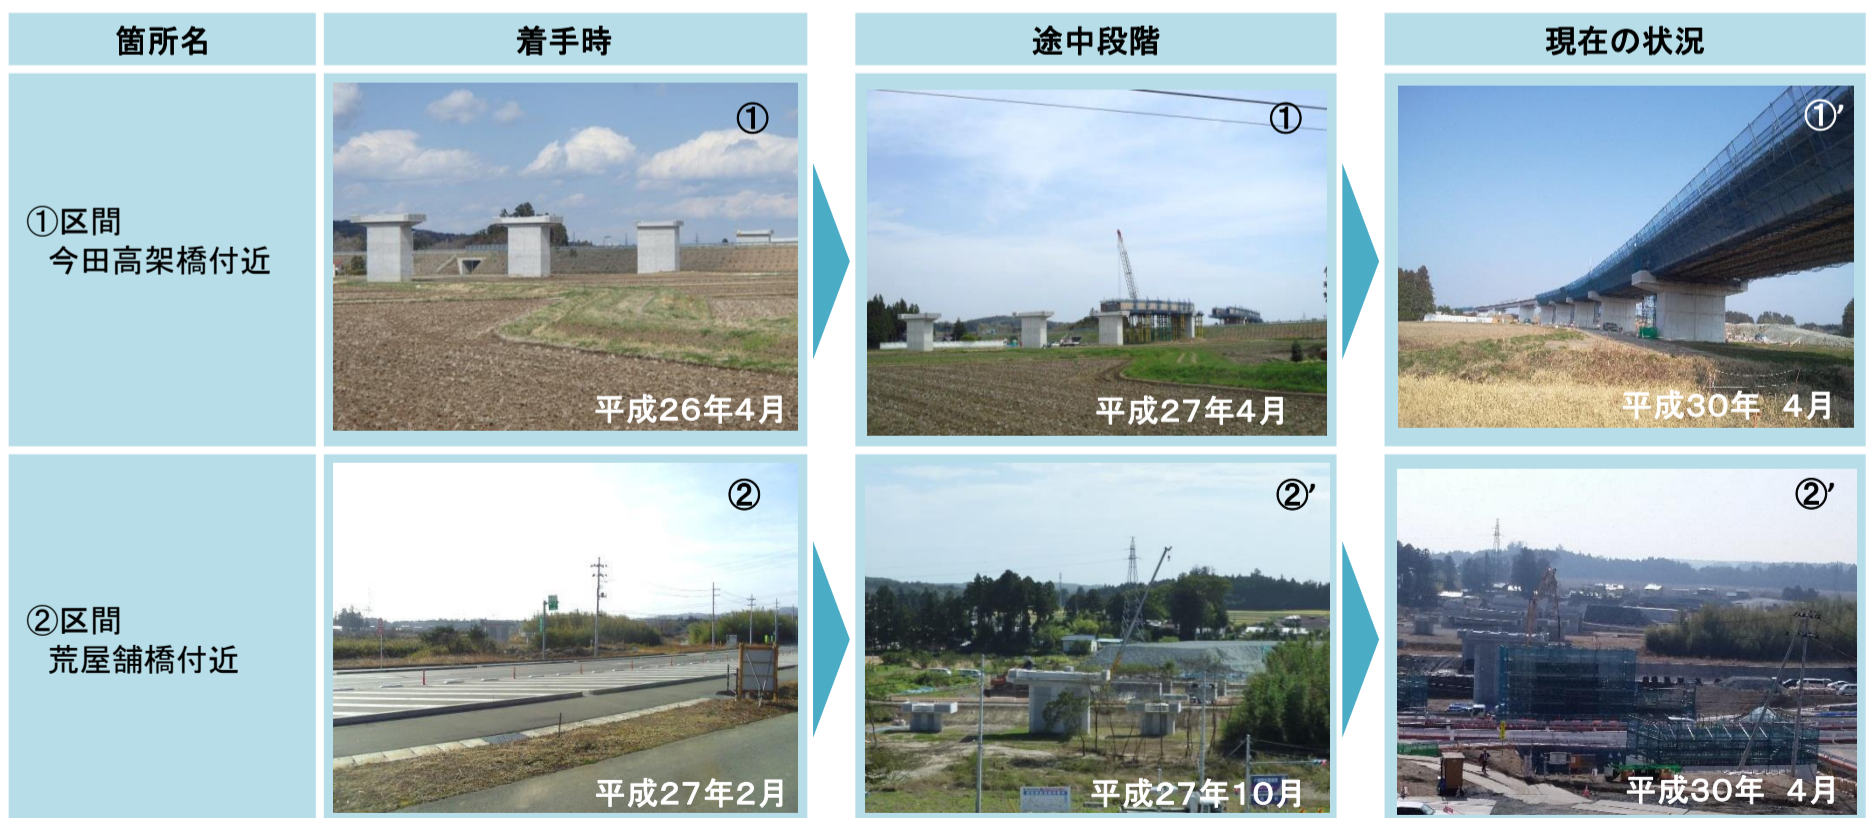 箇所名
着手時
途中段階
現在の状況
①区間
今田高架橋付近
①
平成26年4月
①
平成27年4月
①’
平成30年 4月
②区間
荒屋舗橋付近
②
平成27年2月
②’
平成27年10月
②’
平成30年 4月